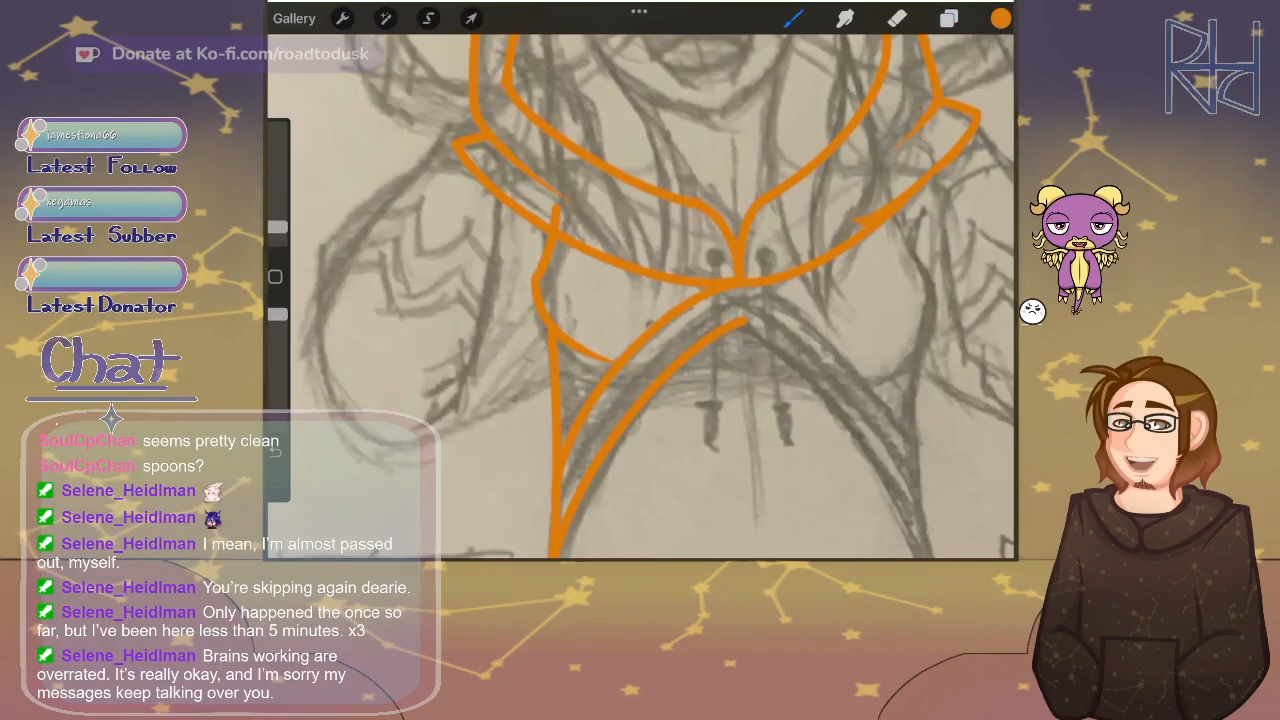 Gallery
Donate at Ko-fi.com/roadtodusk
jamesfiona66
Latest Follow
xegamas
Latest Subber
Latest Donator
Chat
SoulCpChan seems pretty clean
SoulCpChan spoons?
Selene_Heidlman
Selene_Heidlman
Selene_Heidlman I mean, I'm almost passed
out, myself.
Selene_Heidlman You're skipping again dearie.
Selene_Heidlman Only happened the once so
far, but I've been here less than 5 minutes. x3
Selene_Heidlman Brains working are
overrated. It's really okay, and I'm sorry my
messages keep talking over you.